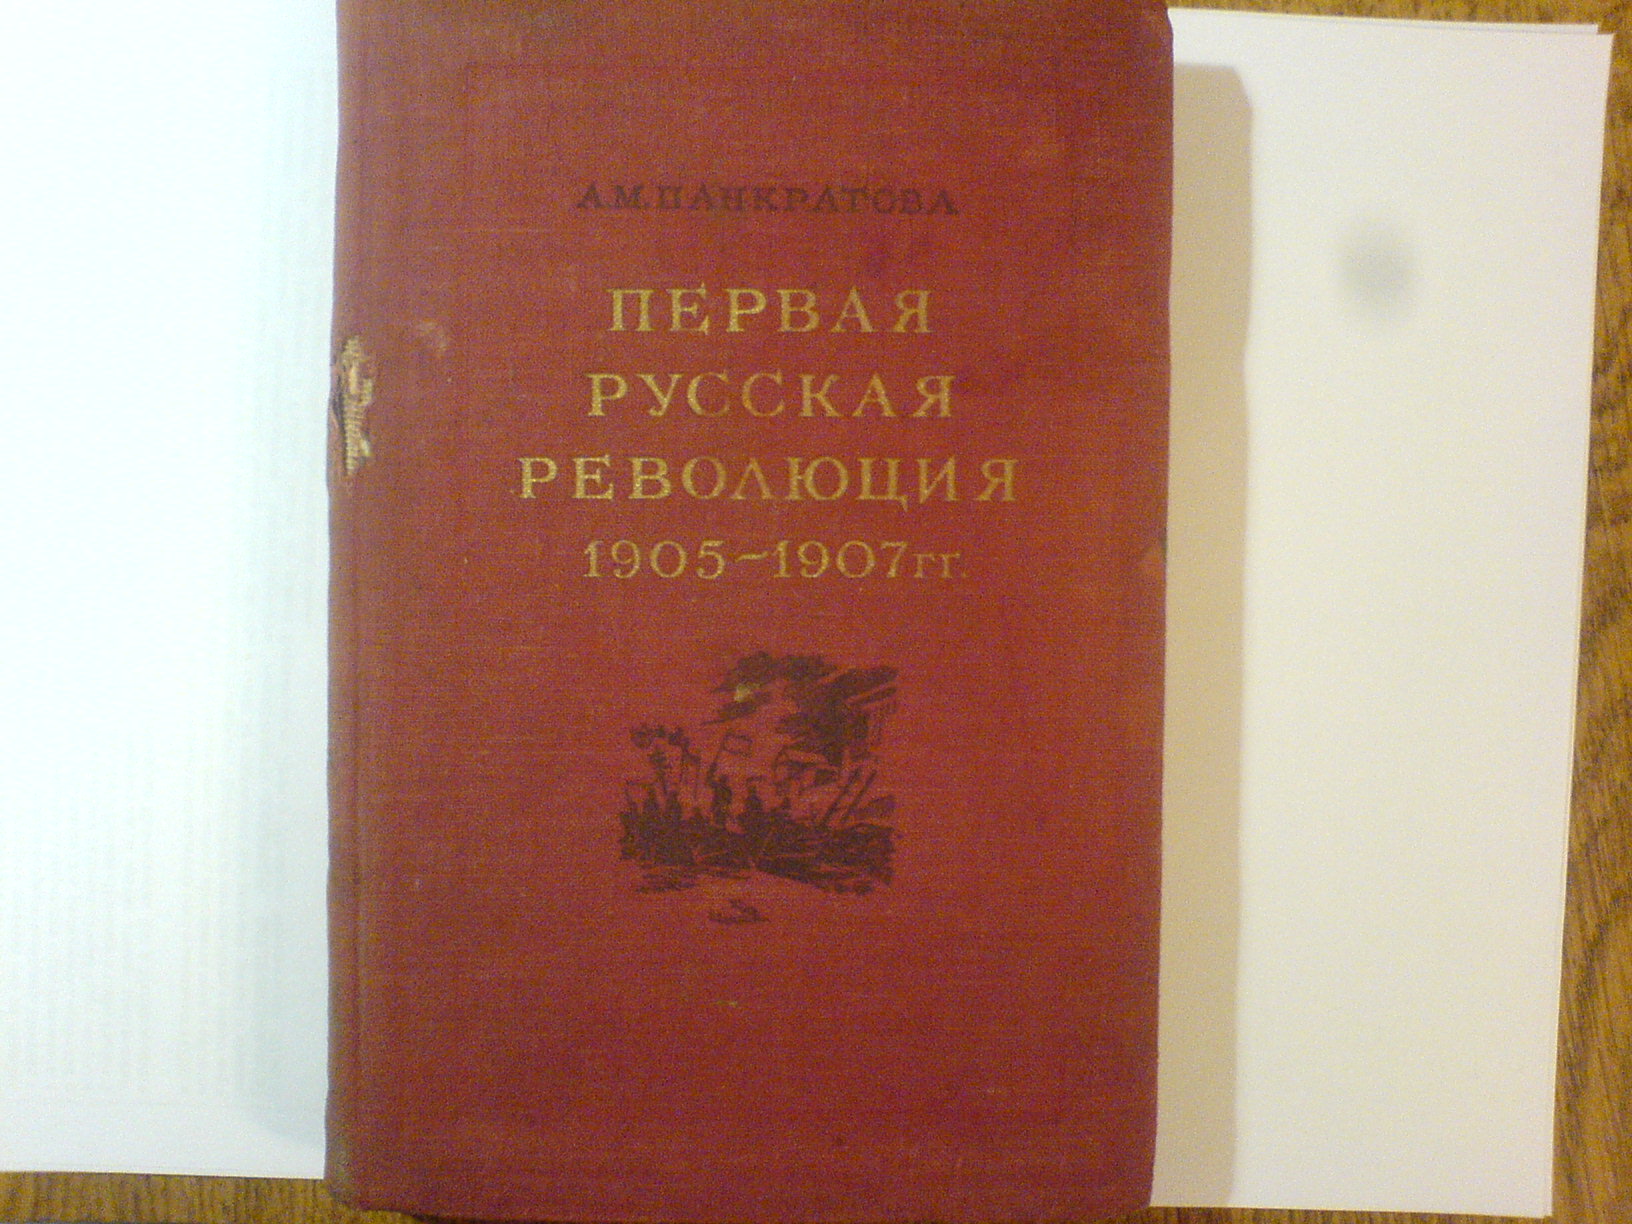 А.М. ПАНКРАТОВА
ПЕРВАЯ
РУССКАЯ
РЕВОЛЮЦИЯ
1905-1907гг.